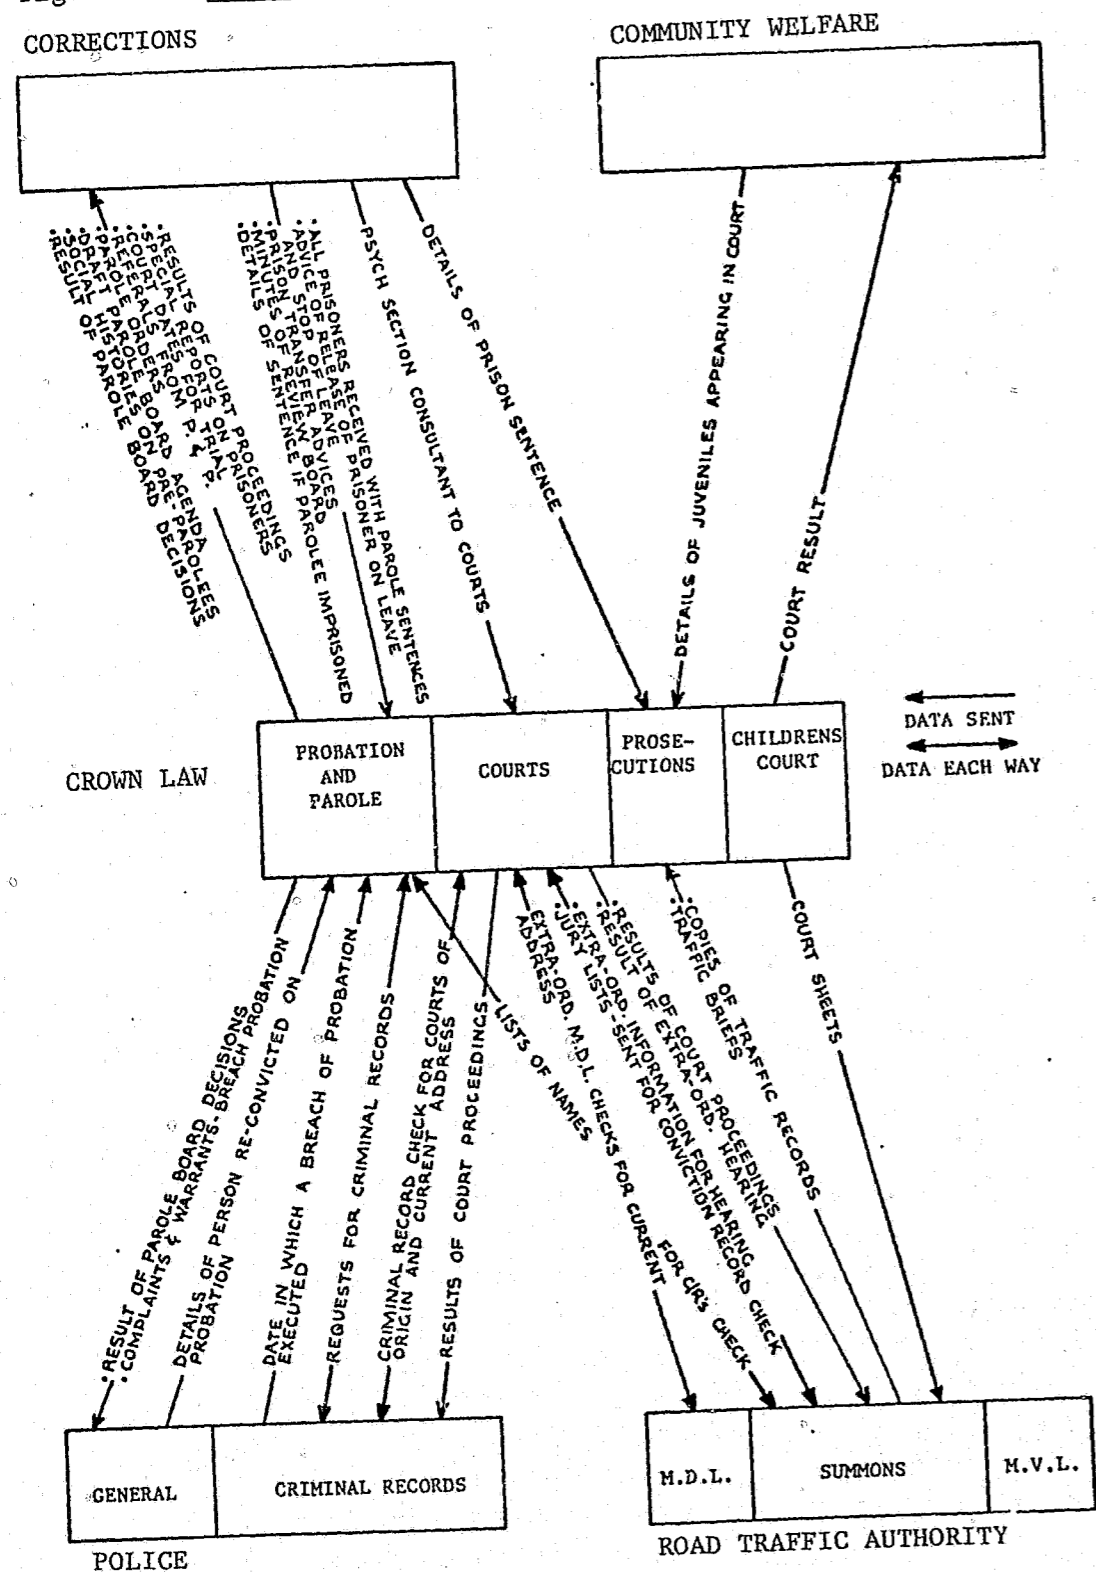 CORRECTIONS
COMMUNITY WELFARE
•RESULTS OF COURT PROCEEDINGS
•SPECIAL REPORTS ON PRISONERS
•COURT DATES FOR TRIAL
•REFERALS FROM P. & P.
•PAROLE ORDERS
•DRAFT PAROLE BOARD AGENDA
•SOCIAL HISTORIES ON PRE-PAROLEES
•RESULT OF PAROLE BOARD DECISIONS
•ALL PRISONERS RECEIVED WITH PAROLE SENTENCES
•ADVICE OF RELEASE OF PRISONER ON LEAVE
AND STOP OF LEAVE
•PRISON TRANSFER ADVICES
•MINUTES OF REVIEW BOARD
•DETAILS OF SENTENCE IF PAROLEE IMPRISONED
PSYCH SECTION CONSULTANT TO COURTS
DETAILS OF PRISON SENTENCE
DETAILS OF JUVENILES APPEARING IN COURT
COURT RESULT
CROWN LAW
PROBATION
AND
PAROLE
COURTS
PROSE-
CUTIONS
CHILDRENS
COURT
DATA SENT
DATA EACH WAY
•RESULT OF PAROLE BOARD DECISIONS
•COMPLAINTS & WARRANTS-BREACH PROBATION
DETAILS OF PERSON RE-CONVICTED ON
PROBATION
DATE IN WHICH A BREACH OF PROBATION
EXECUTED
REQUESTS FOR CRIMINAL RECORDS
CRIMINAL RECORD CHECK FOR COURTS OF
ORIGIN AND CURRENT ADDRESS
RESULTS OF COURT PROCEEDINGS
LISTS OF NAMES
FOR CJR'S CHECK
EXTRA-ORD. M.D.L. CHECKS FOR CURRENT
ADDRESS
•EXTRA-ORD. INFORMATION FOR HEARING
•JURY LISTS-SENT FOR CONVICTION RECORD CHECK
•RESULTS OF COURT PROCEEDINGS
•RESULT OF EXTRA-ORD. HEARING
•COPIES OF TRAFFIC RECORDS
•TRAFFIC BRIEFS
COURT SHEETS
GENERAL
CRIMINAL RECORDS
POLICE
M.D.L.
SUMMONS
M.V.L.
ROAD TRAFFIC AUTHORITY